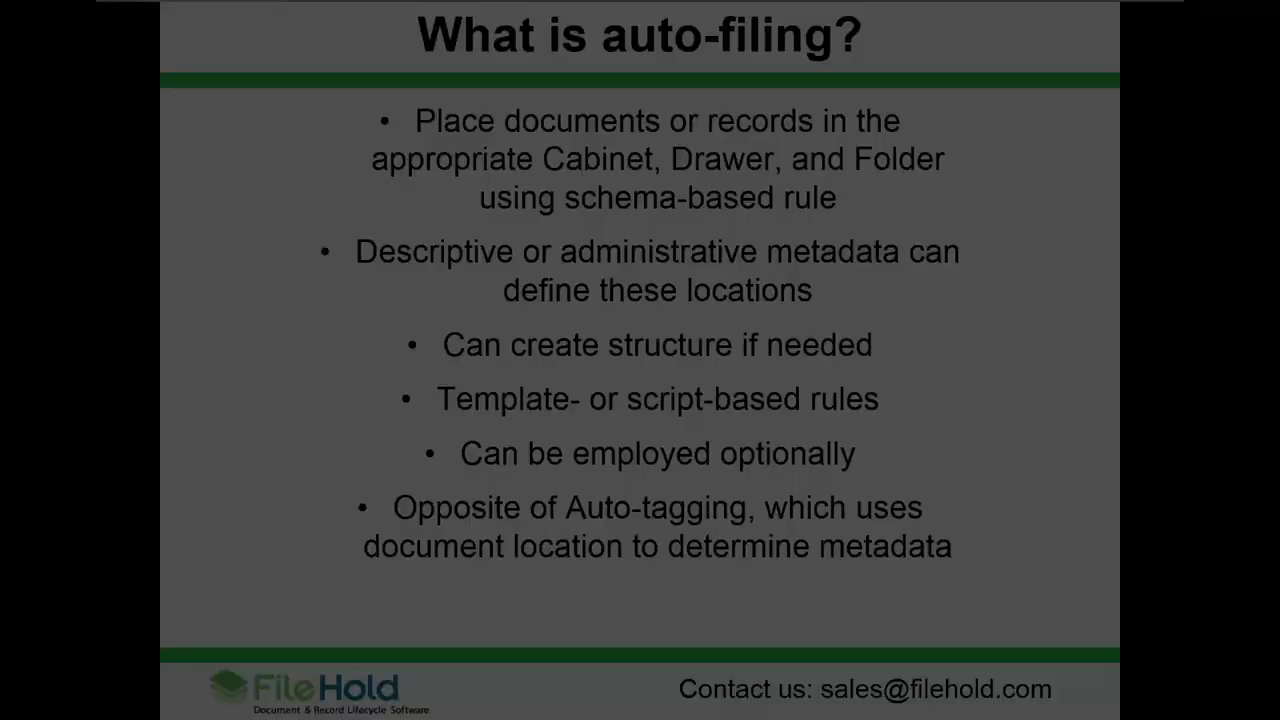 What is auto-filing?
• Place documents or records in the
appropriate Cabinet, Drawer, and Folder
using schema-based rule
• Descriptive or administrative metadata can
define these locations
• Can create structure if needed
• Template- or script-based rules
• Can be employed optionally
• Opposite of Auto-tagging, which uses
document location to determine metadata
FileHold
Document & Record Lifecycle Software
Contact us: sales@filehold.com